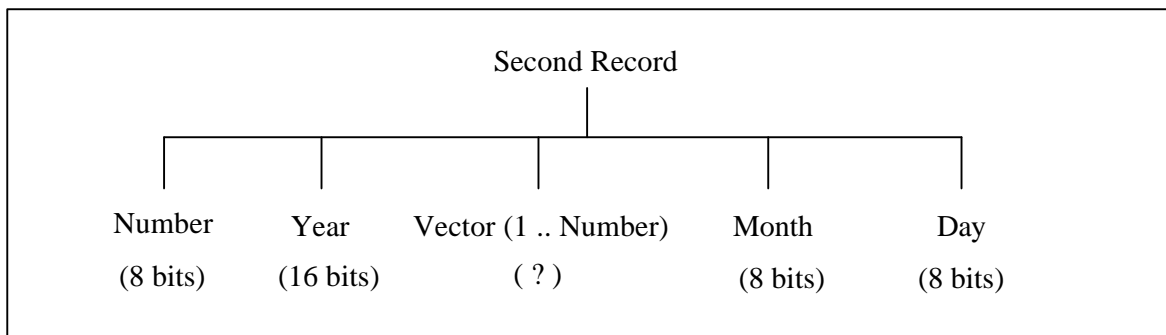 Second Record
Number Year Vector (1 .. Number) Month Day
(8 bits) (16 bits) ( ? ) (8 bits) (8 bits)